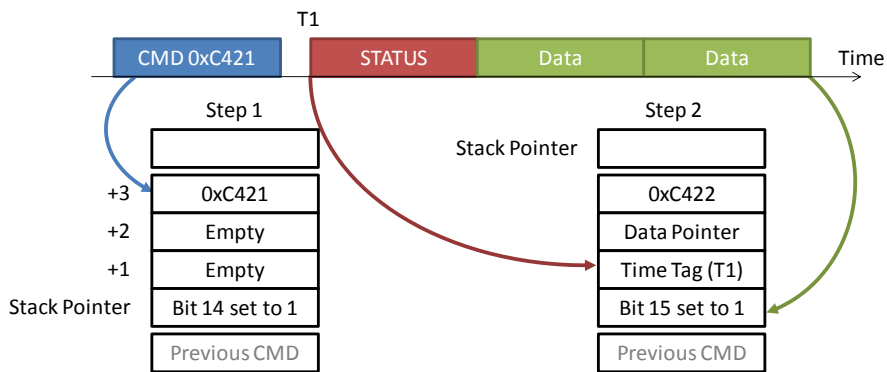 T1
CMD 0xC421
STATUS
Data
Data
Time
Step 1
Step 2
Stack Pointer
+3
0xC421
0xC422
+2
Empty
Data Pointer
+1
Empty
Time Tag (T1)
Stack Pointer
Bit 14 set to 1
Bit 15 set to 1
Previous CMD
Previous CMD